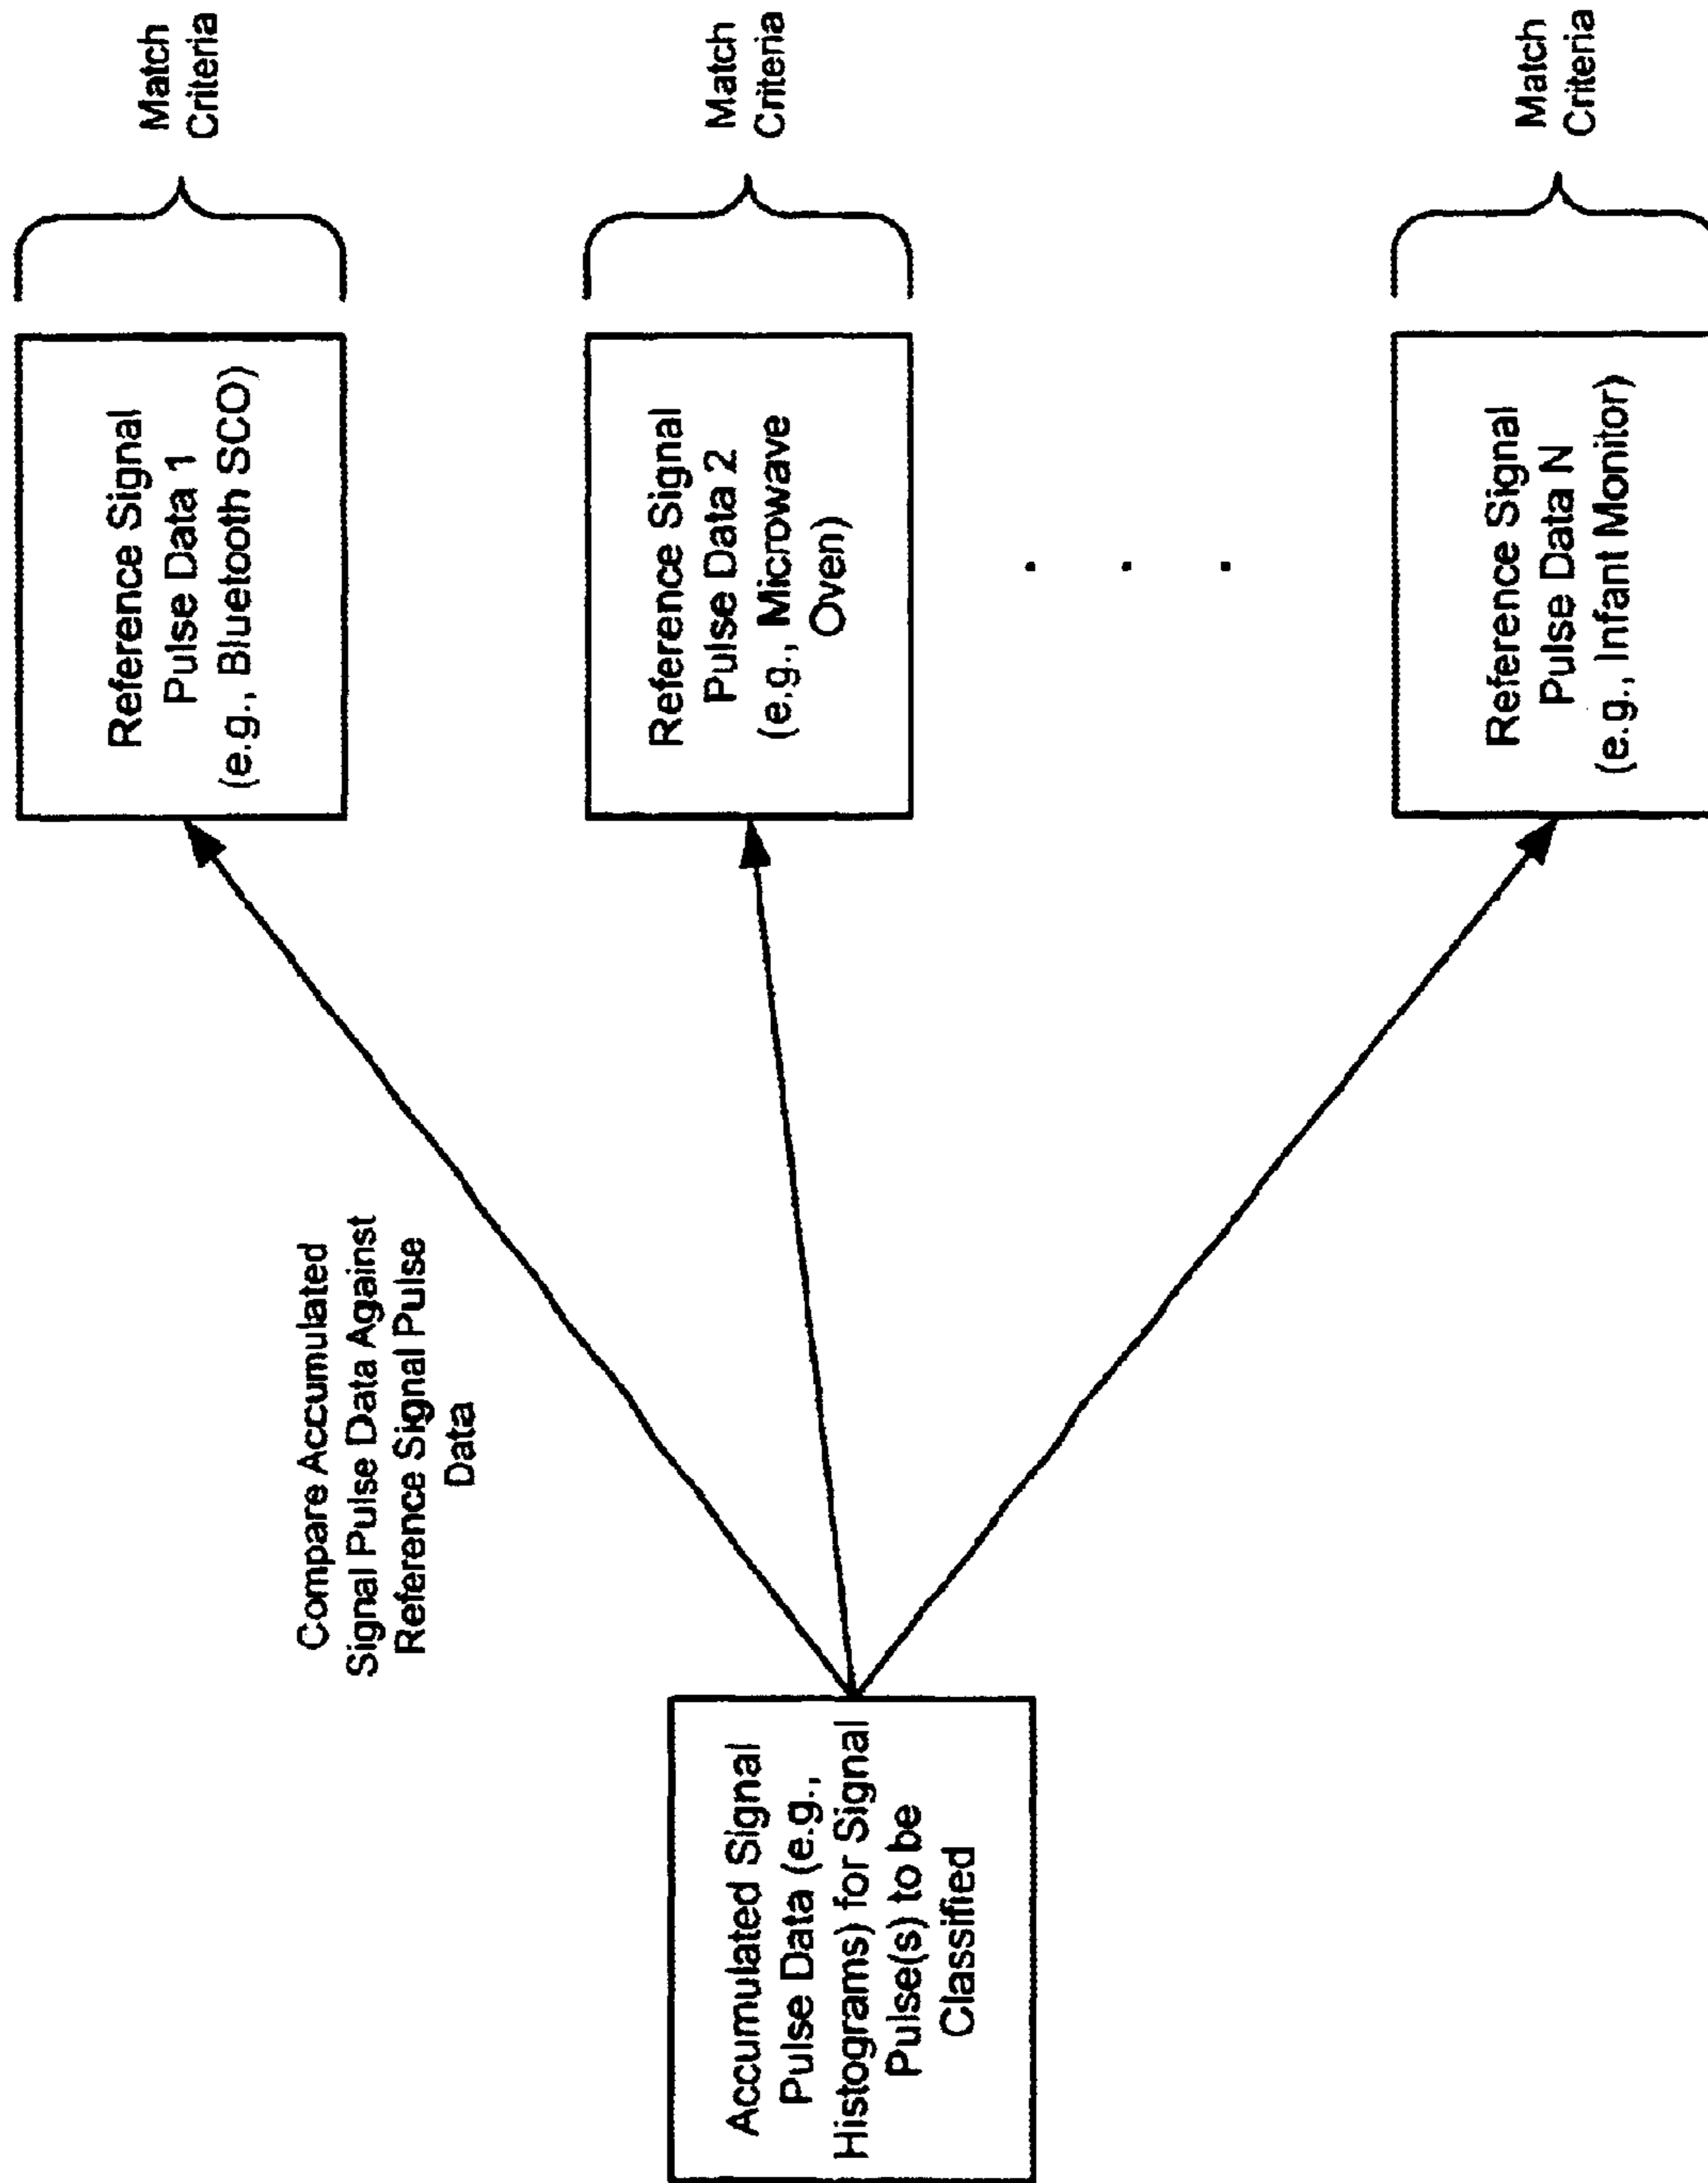 Accumulated Signal
Pulse Data (e.g.,
Histograms) for Signal
Pulse(s) to be
Classified
Compare Accumulated
Signal Pulse Data Against
Reference Signal Pulse
Data
Reference Signal
Pulse Data 1
(e.g., Bluetooth SCO)
Match
Criteria
Reference Signal
Pulse Data 2
(e.g., Microwave
Oven)
Match
Criteria
. . .
Reference Signal
Pulse Data N
(e.g., Infant Monitor)
Match
Criteria